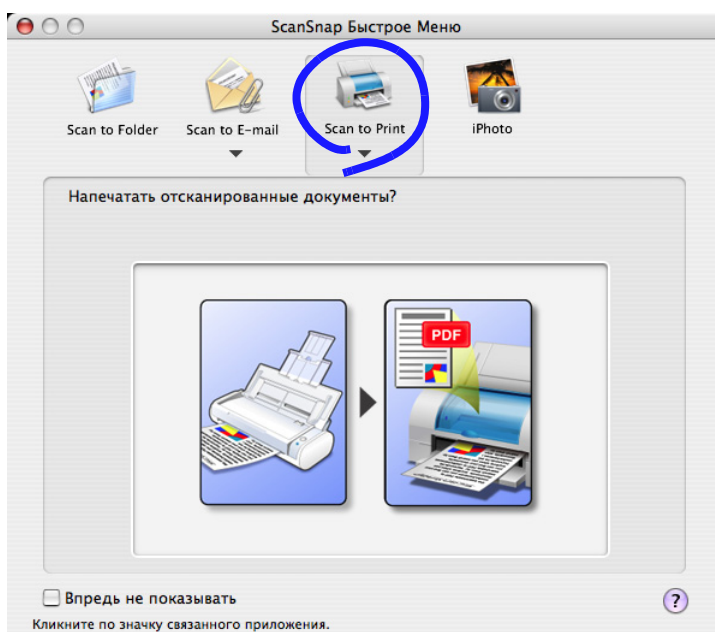 ScanSnap Быстрое Меню
Scan to Folder
Scan to E-mail
Scan to Print
iPhoto
Напечатать отсканированные документы?
PDF
Впредь не показывать
?
Кликните по значку связанного приложения.